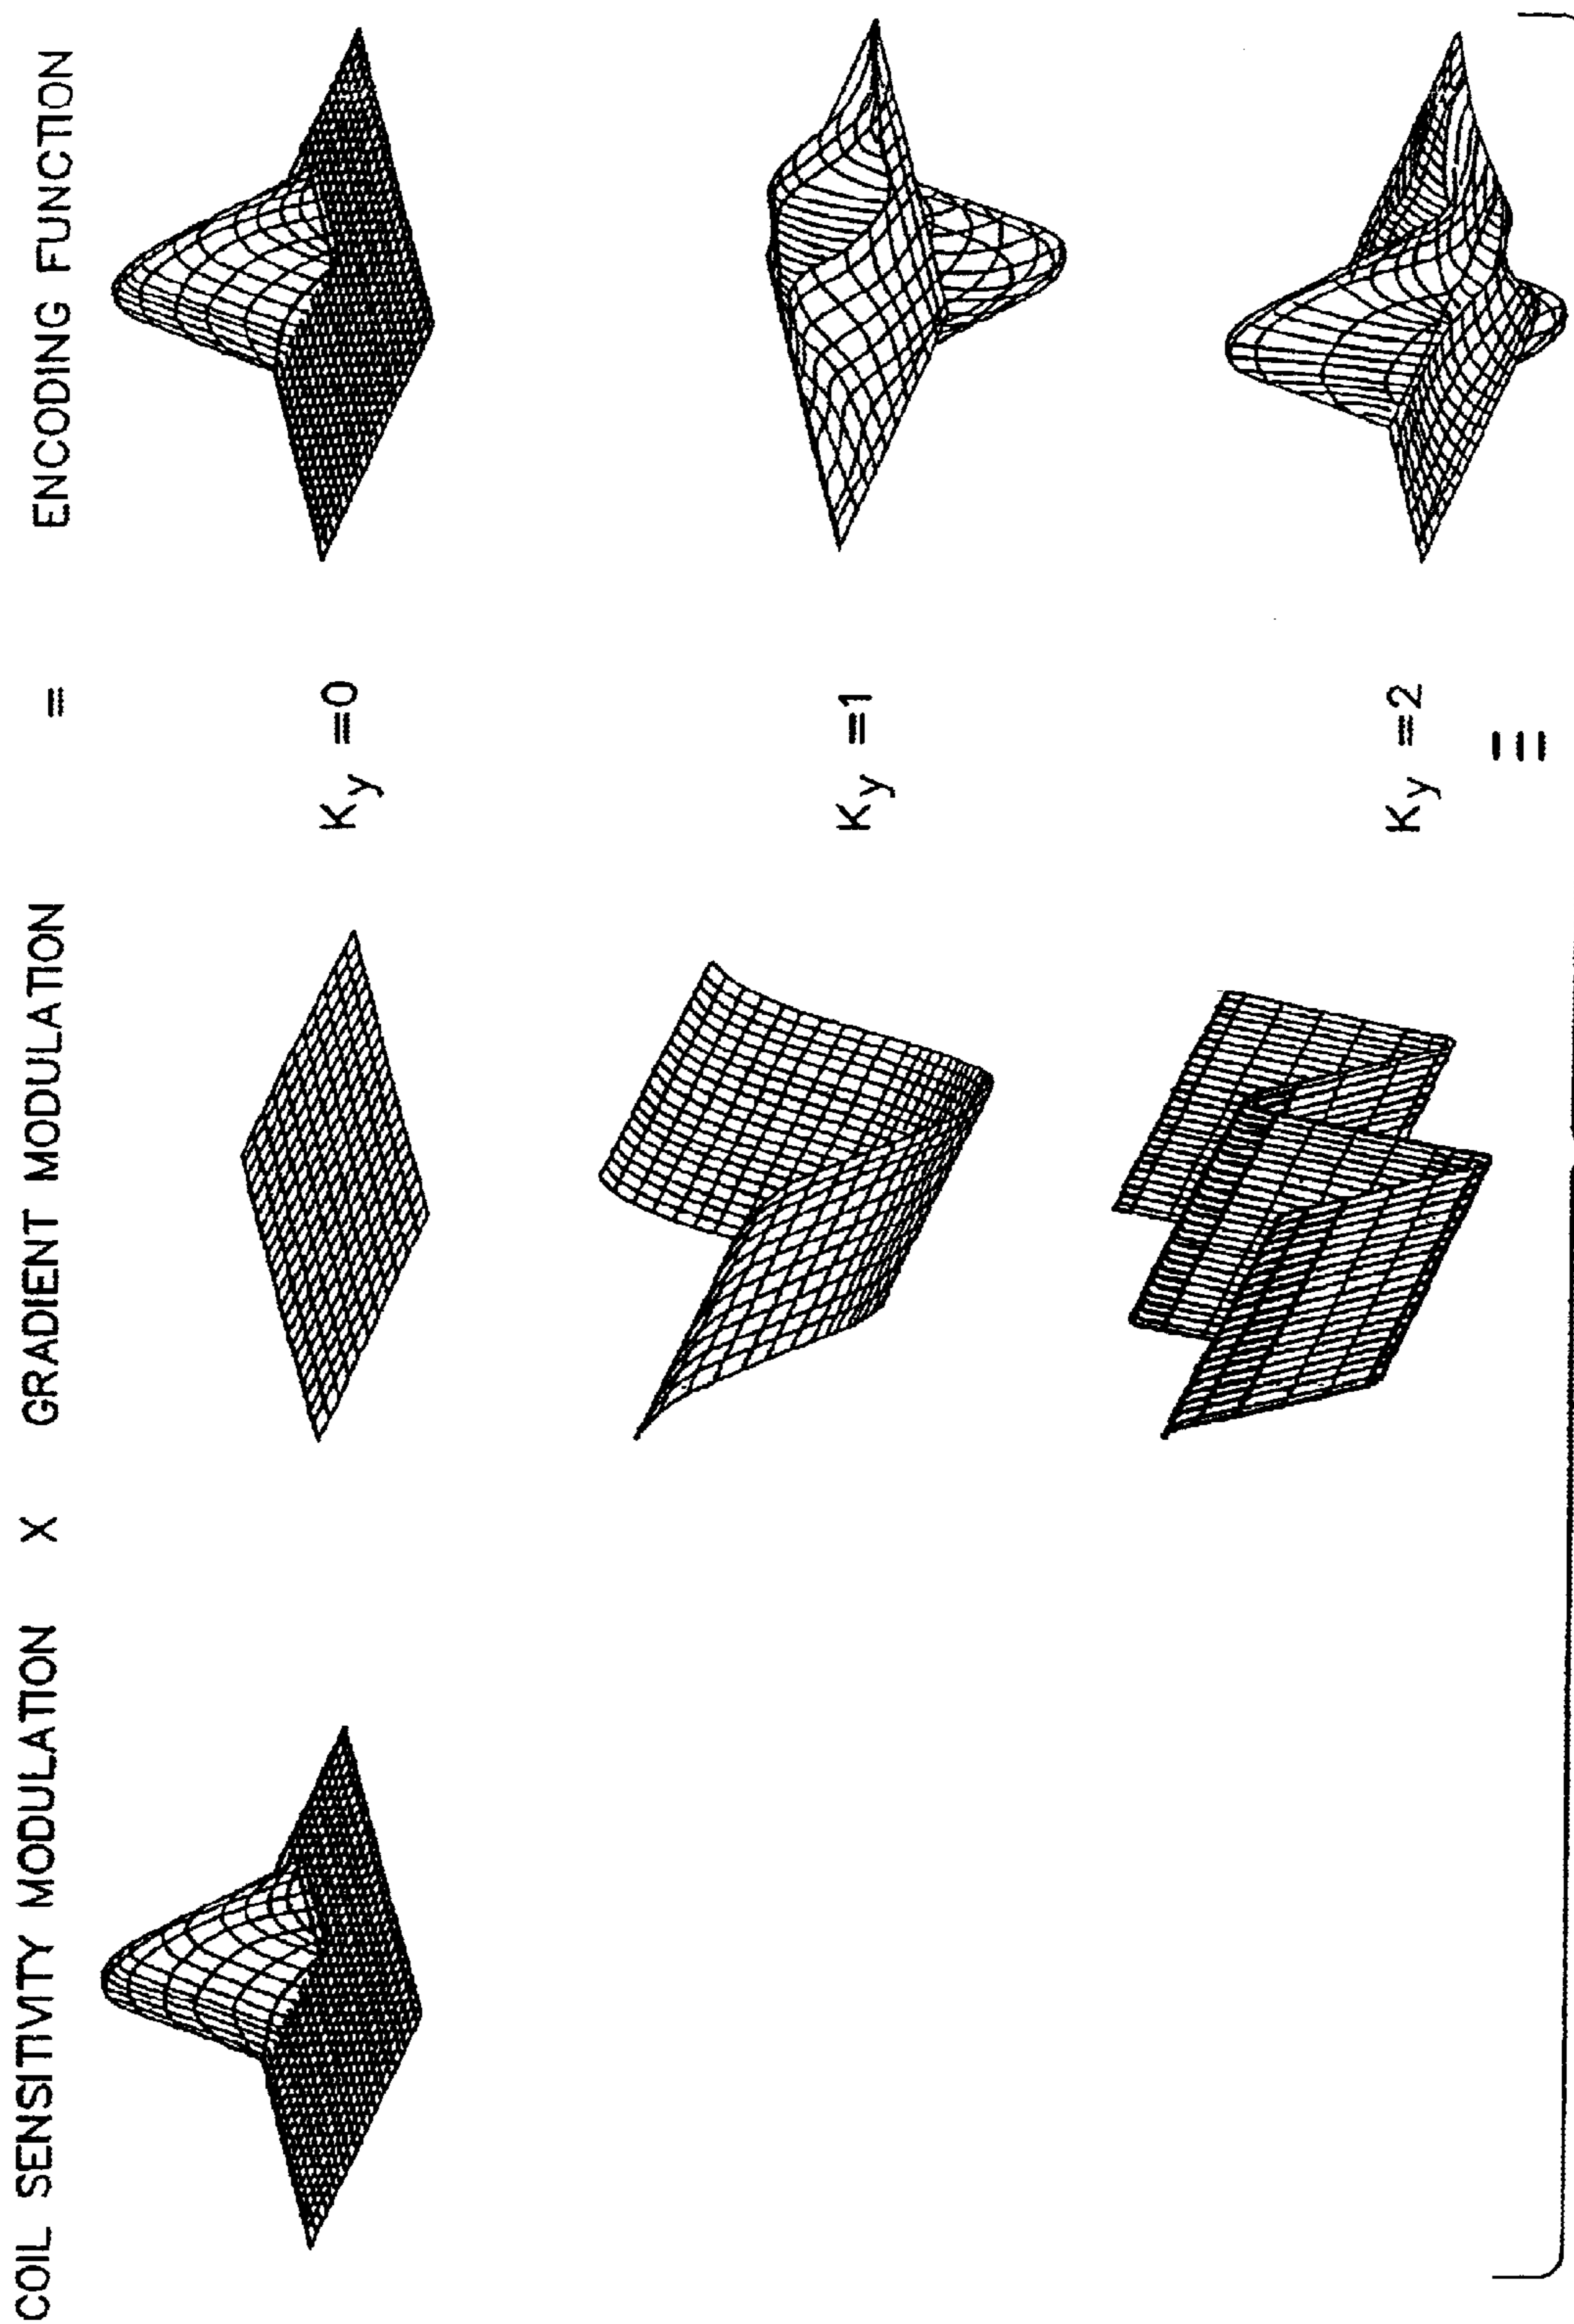 COIL SENSITIVITY MODULATION X GRADIENT MODULATION = ENCODING FUNCTION
Ky =0
Ky =1
Ky =2